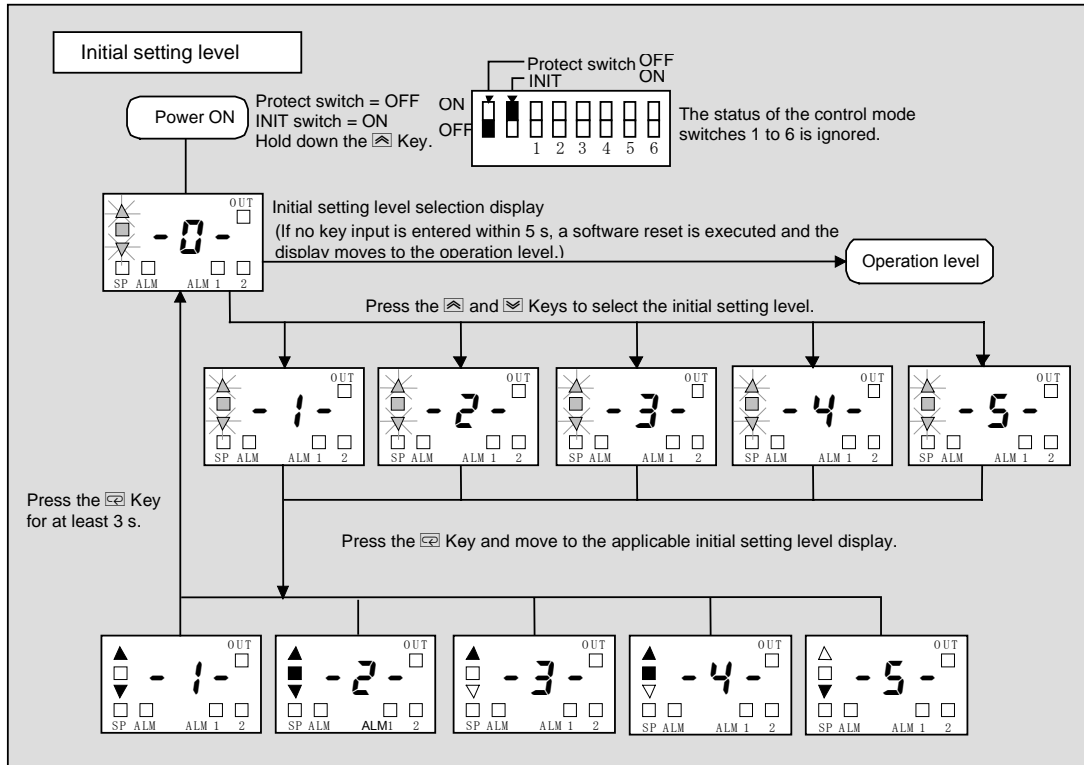 Initial setting level
Power ON
Protect switch = OFF
INIT switch = ON
Hold down the Key.
ON
OFF
Protect switch OFF
INIT ON
1 2 3 4 5 6
The status of the control mode
switches 1 to 6 is ignored.
OUT
- 0 -
SP ALM ALM 1 2
Initial setting level selection display
(If no key input is entered within 5 s, a software reset is executed and the
display moves to the operation level.)
Operation level
Press the and Keys to select the initial setting level.
OUT
- 1 -
SP ALM ALM 1 2
OUT
- 2 -
SP ALM ALM 1 2
OUT
- 3 -
SP ALM ALM 1 2
OUT
- 4 -
SP ALM ALM 1 2
OUT
- 5 -
SP ALM ALM 1 2
Press the Key
for at least 3 s.
Press the Key and move to the applicable initial setting level display.
OUT
- 1 -
SP ALM ALM 1 2
OUT
- 2 -
SP ALM ALM1 2
OUT
- 3 -
SP ALM ALM 1 2
OUT
- 4 -
SP ALM ALM 1 2
OUT
- 5 -
SP ALM ALM 1 2